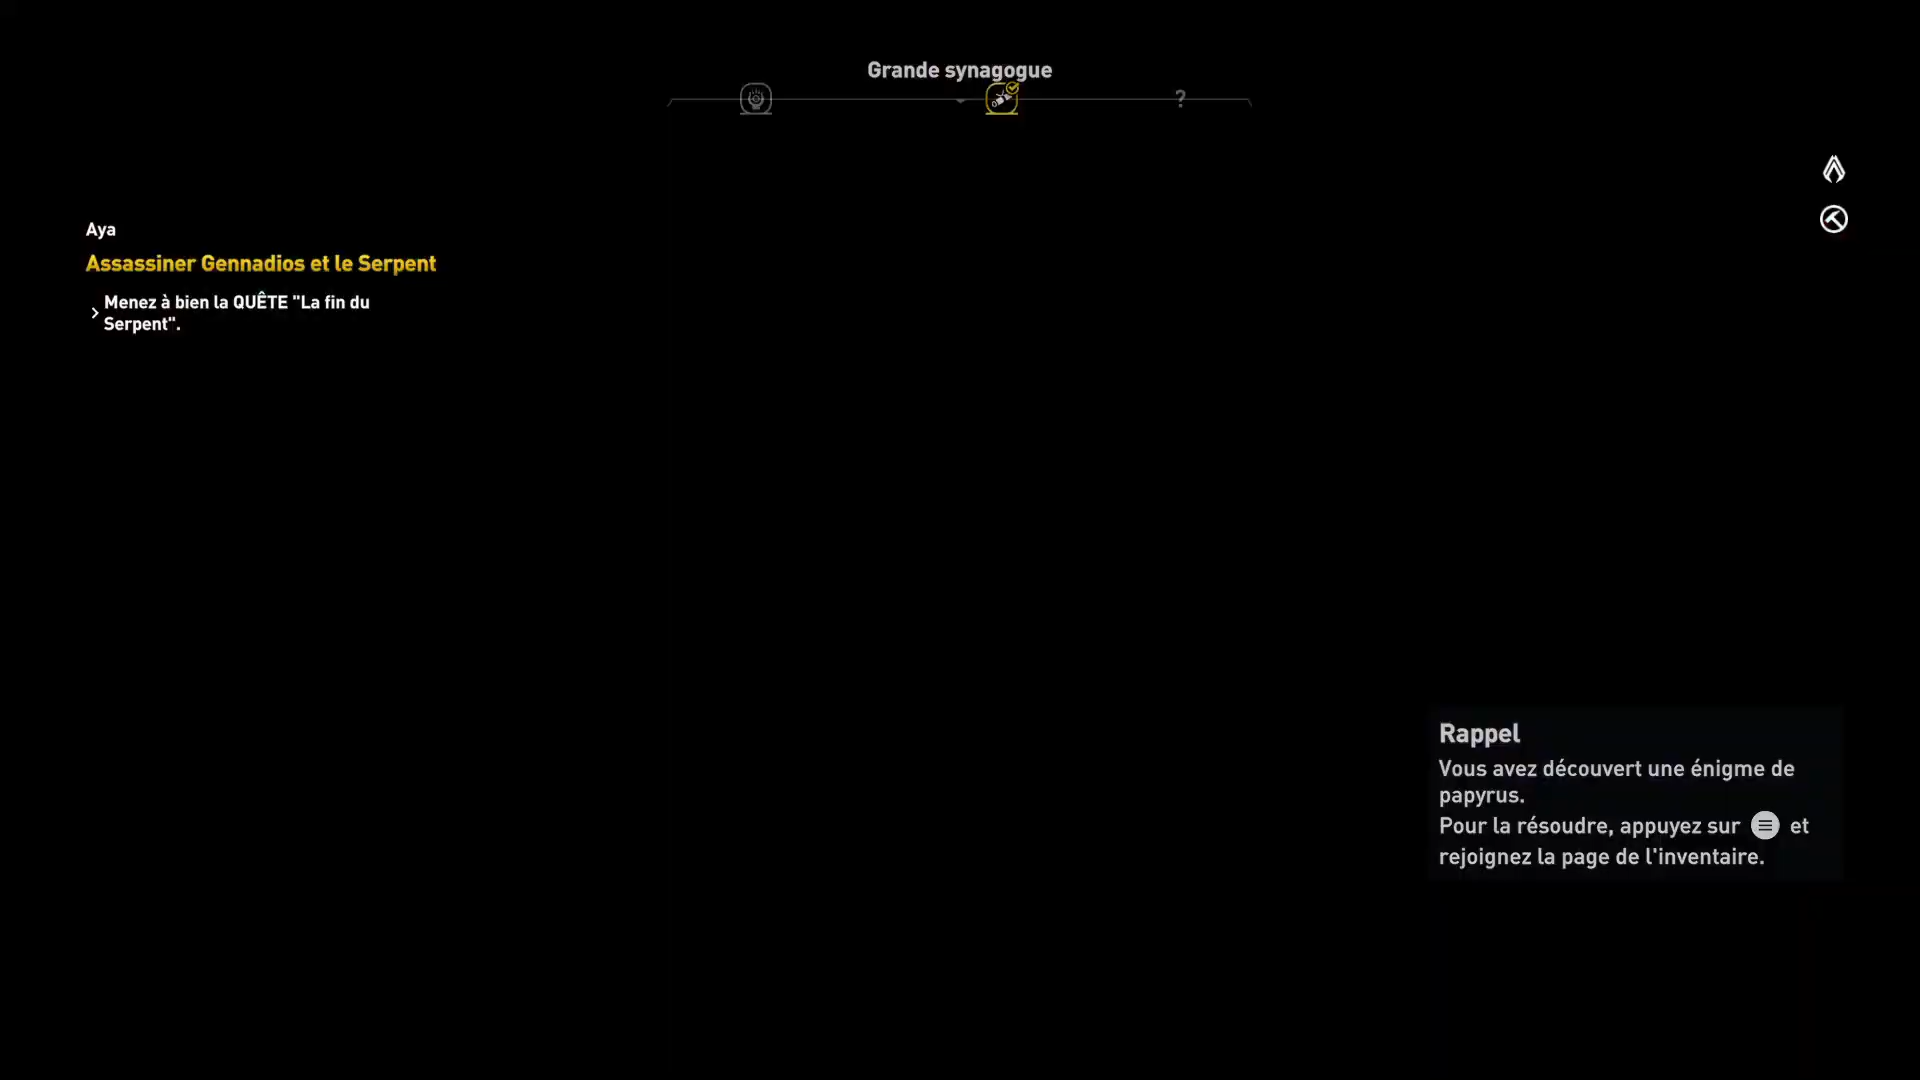 Grande synagogue
?
Aya
Assassiner Gennadios et le Serpent
Menez à bien la QUÊTE "La fin du
Serpent".
Rappel
Vous avez découvert une énigme de
papyrus.
Pour la résoudre, appuyez sur et
rejoignez la page de l'inventaire.